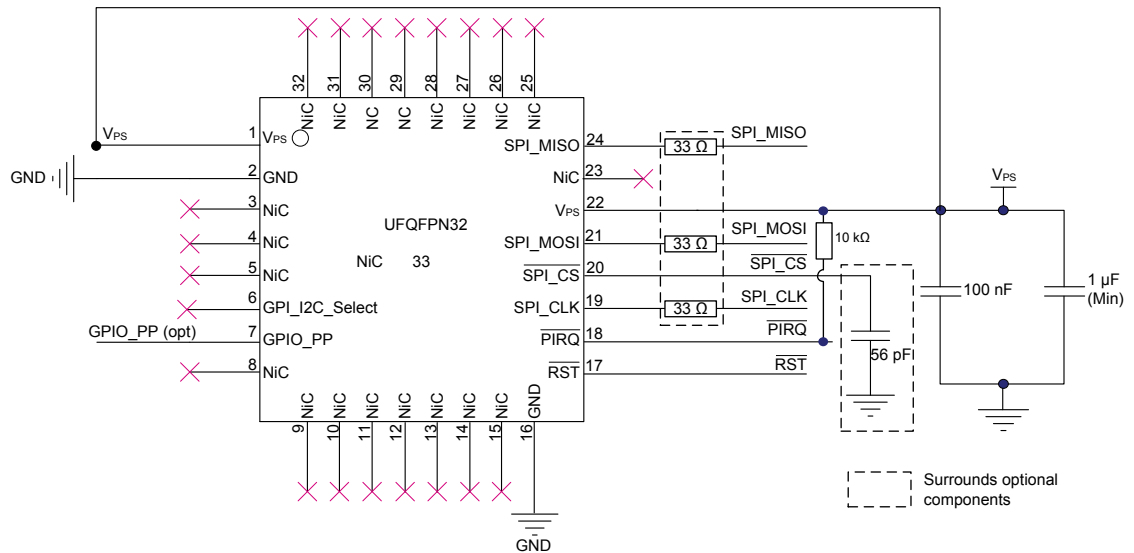 32
31
30
29
28
27
26
25
NiC
NiC
NC
NC
NiC
NiC
NiC
NiC
VPS
1
VPS
GND
2
GND
3
NiC
4
NiC
5
NiC
6
GPI_I2C_Select
GPIO_PP (opt)
7
GPIO_PP
8
NiC
UFQFPN32
NiC 33
SPI_MISO
24
33 Ω
SPI_MISO
NiC
23
VPS
22
VPS
SPI_MOSI
21
33 Ω
SPI_MOSI
10 kΩ
SPI_CS
20
SPI_CS
SPI_CLK
19
33 Ω
SPI_CLK
PIRQ
18
PIRQ
RST
17
RST
100 nF
1 µF
(Min)
56 pF
NiC
NiC
NiC
NiC
NiC
NiC
NiC
GND
9
10
11
12
13
14
15
16
GND
Surrounds optional
components